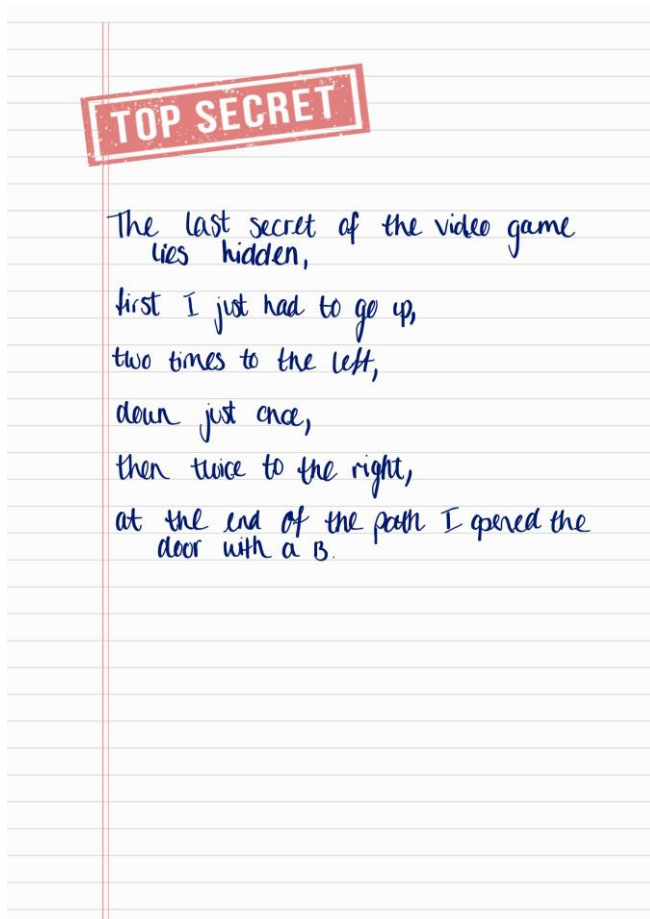 TOP SECRET
The last secret of the video game
lies hidden,
first I just had to go up,
two times to the left,
down just once,
then twice to the right,
at the end of the path I opened the
door with a B.